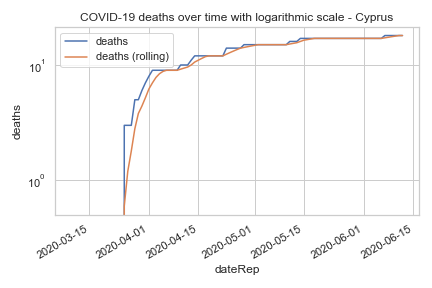 COVID-19 deaths over time with logarithmic scale - Cyprus
deaths
deaths (rolling)
10¹
10⁰
deaths
2020-03-15
2020-04-01
2020-04-15
2020-05-01
2020-05-15
2020-06-01
2020-06-15
dateRep